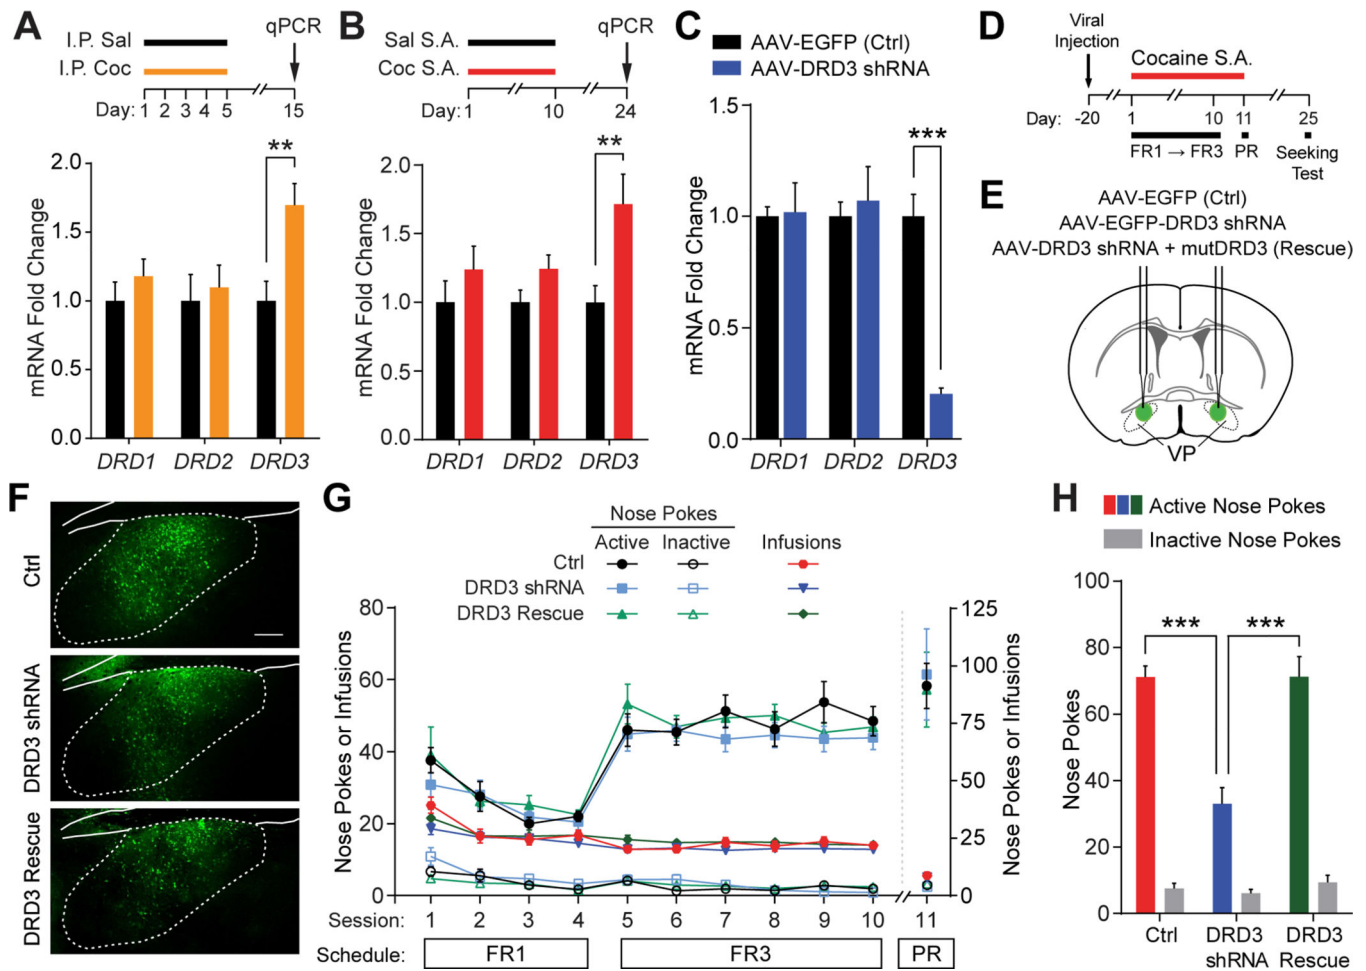 A
I.P. Sal
I.P. Coc
qPCR
Day: 1 2 3 4 5 15
**
mRNA Fold Change
2.0
1.5
1.0
0.5
0.0
DRD1 DRD2 DRD3
B
Sal S.A.
Coc S.A.
qPCR
Day: 1 10 24
**
mRNA Fold Change
2.0
1.5
1.0
0.5
0.0
DRD1 DRD2 DRD3
C
AAV-EGFP (Ctrl)
AAV-DRD3 shRNA
***
mRNA Fold Change
1.5
1.0
0.5
0.0
DRD1 DRD2 DRD3
D
Viral
Injection
Cocaine S.A.
Day: -20 1 10 11 25
FR1 → FR3 PR Seeking
Test
E
AAV-EGFP (Ctrl)
AAV-EGFP-DRD3 shRNA
AAV-DRD3 shRNA + mutDRD3 (Rescue)
VP
F
Ctrl
DRD3 shRNA
DRD3 Rescue
G
Nose Pokes
Active Inactive Infusions
Ctrl
DRD3 shRNA
DRD3 Rescue
Nose Pokes or Infusions
80
60
40
20
0
125
100
75
50
25
0
Nose Pokes or Infusions
Session: 1 2 3 4 5 6 7 8 9 10 11
Schedule: FR1 FR3 PR
H
Active Nose Pokes
Inactive Nose Pokes
*** ***
Nose Pokes
100
80
60
40
20
0
Ctrl DRD3 DRD3
shRNA Rescue